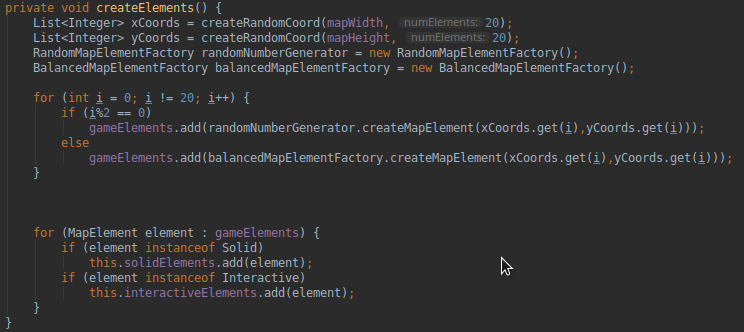 private void createElements() {
    List<Integer> xCoords = createRandomCoord(mapWidth, numElements: 20);
    List<Integer> yCoords = createRandomCoord(mapHeight, numElements: 20);
    RandomMapElementFactory randomNumberGenerator = new RandomMapElementFactory();
    BalancedMapElementFactory balancedMapElementFactory = new BalancedMapElementFactory();
    for (int i = 0; i != 20; i++) {
        if (i%2 == 0)
            gameElements.add(randomNumberGenerator.createMapElement(xCoords.get(i),yCoords.get(i)));
        else
            gameElements.add(balancedMapElementFactory.createMapElement(xCoords.get(i),yCoords.get(i)));
    }
    for (MapElement element : gameElements) {
        if (element instanceof Solid)
            this.solidElements.add(element);
        if (element instanceof Interactive)
            this.interactiveElements.add(element);
    }
}